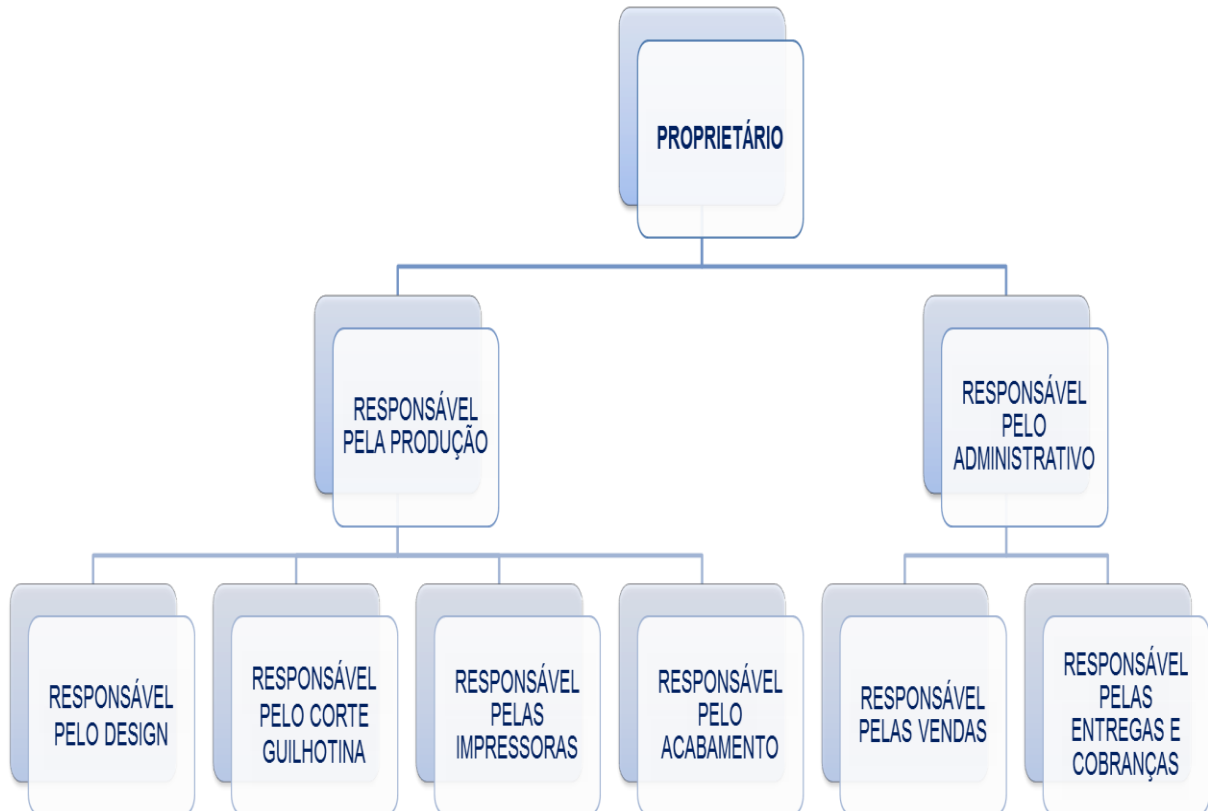 PROPRIETÁRIO
RESPONSÁVEL
PELA PRODUÇÃO
RESPONSÁVEL
PELO
ADMINISTRATIVO
RESPONSÁVEL
PELO DESIGN
RESPONSÁVEL
PELO CORTE
GUILHOTINA
RESPONSÁVEL
PELAS
IMPRESSORAS
RESPONSÁVEL
PELO
ACABAMENTO
RESPONSÁVEL
PELAS VENDAS
RESPONSÁVEL
PELAS
ENTREGAS E
COBRANÇAS